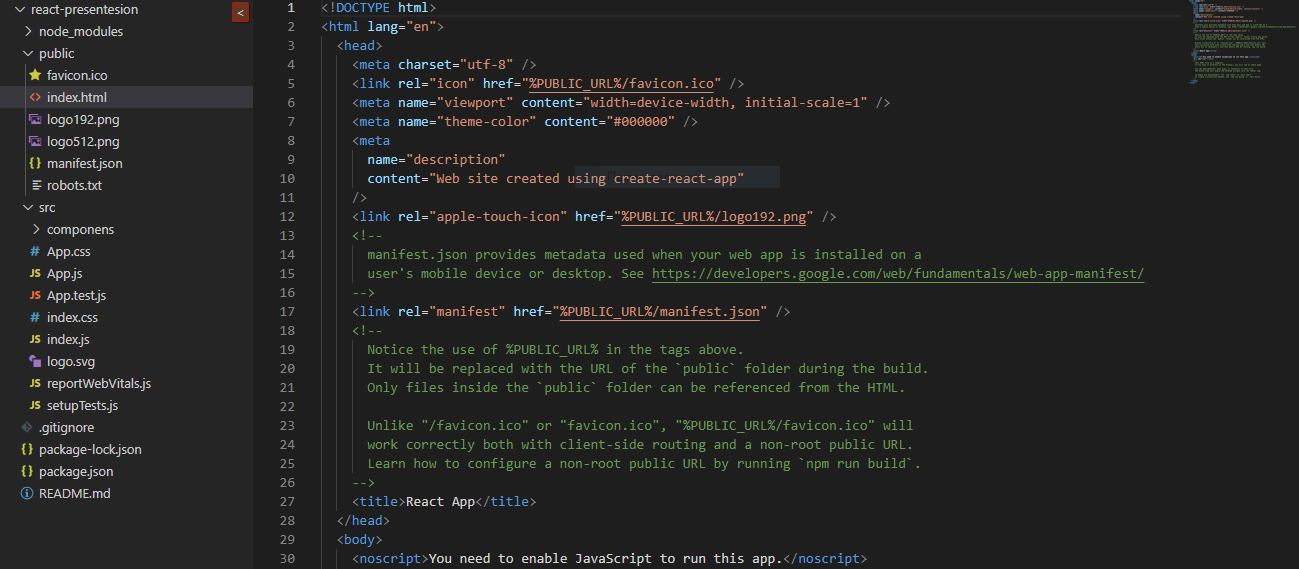 react-presentesion
<
node_modules
public
favicon.ico
<> index.html
logo192.png
logo512.png
{} manifest.json
robots.txt
src
componens
# App.css
JS App.js
JS App.test.js
# index.css
JS index.js
logo.svg
JS reportWebVitals.js
JS setupTests.js
.gitignore
{} package-lock.json
{} package.json
README.md
1 <!DOCTYPE html>
2 <html lang="en">
3 <head>
4 <meta charset="utf-8" />
5 <link rel="icon" href="%PUBLIC_URL%/favicon.ico" />
6 <meta name="viewport" content="width=device-width, initial-scale=1" />
7 <meta name="theme-color" content="#000000" />
8 <meta
9 name="description"
10 content="Web site created using create-react-app"
11 />
12 <link rel="apple-touch-icon" href="%PUBLIC_URL%/logo192.png" />
13 <!--
14 manifest.json provides metadata used when your web app is installed on a
15 user's mobile device or desktop. See https://developers.google.com/web/fundamentals/web-app-manifest/
16 -->
17 <link rel="manifest" href="%PUBLIC_URL%/manifest.json" />
18 <!--
19 Notice the use of %PUBLIC_URL% in the tags above.
20 It will be replaced with the URL of the `public` folder during the build.
21 Only files inside the `public` folder can be referenced from the HTML.
22
23 Unlike "/favicon.ico" or "favicon.ico", "%PUBLIC_URL%/favicon.ico" will
24 work correctly both with client-side routing and a non-root public URL.
25 Learn how to configure a non-root public URL by running `npm run build`.
26 -->
27 <title>React App</title>
28 </head>
29 <body>
30 <noscript>You need to enable JavaScript to run this app.</noscript>